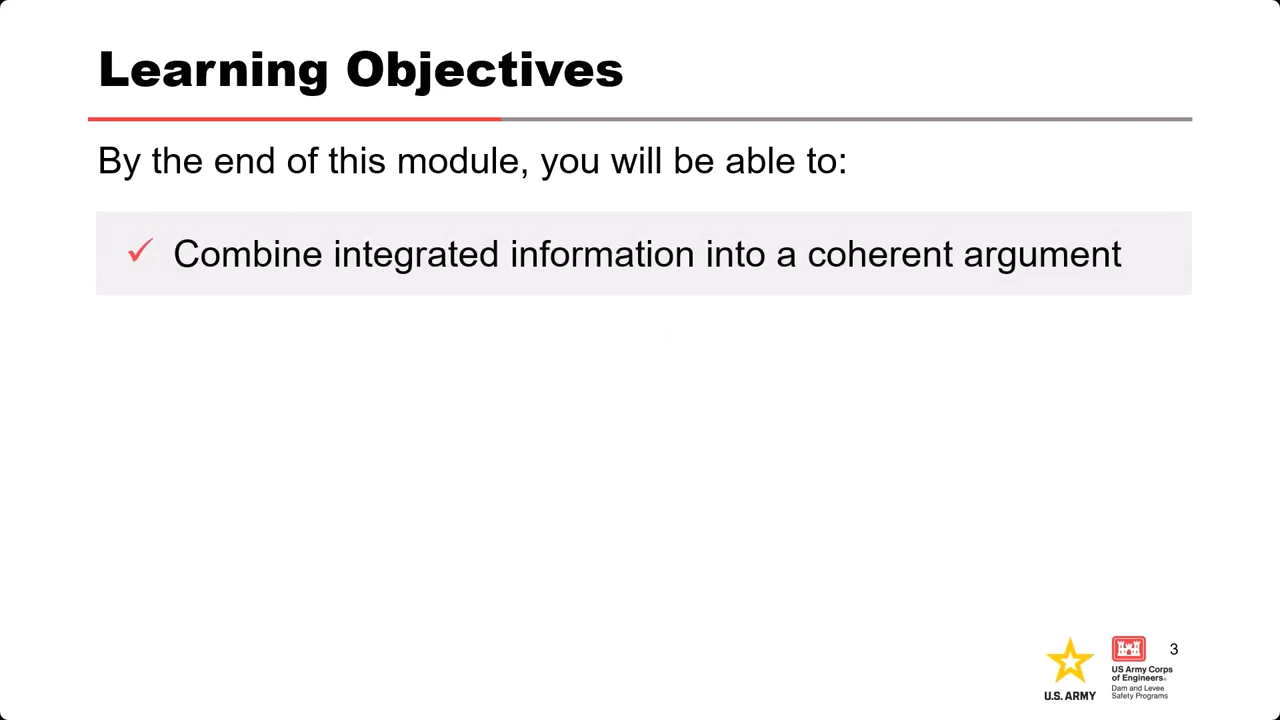 Learning Objectives
By the end of this module, you will be able to:
✓ Combine integrated information into a coherent argument
3
U.S. ARMY
US Army Corps
of Engineers®
Dam and Levee
Safety Programs